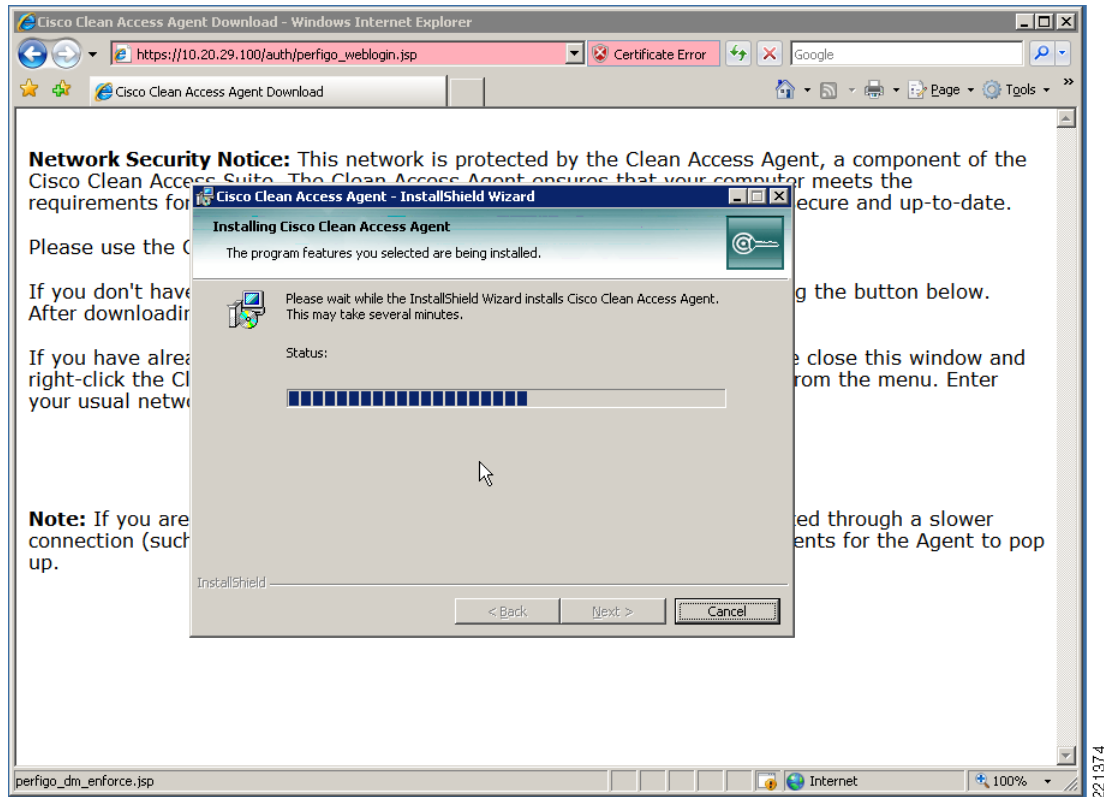 Cisco Clean Access Agent Download - Windows Internet Explorer
https://10.20.29.100/auth/perfigo_weblogin.jsp
Certificate Error
Google
Cisco Clean Access Agent Download
Page
Tools
»
Network Security Notice: This network is protected by the Clean Access Agent, a component of the
Cisco Clean Access Suite. The Clean Access Agent ensures that your computer meets the
requirements for
ecure and up-to-date.
Please use the C
If you don't have
g the button below.
After downloadin
If you have alrea
e close this window and
right-click the Cl
rom the menu. Enter
your usual netwo
Note: If you are
ted through a slower
connection (such
ents for the Agent to pop
up.
Cisco Clean Access Agent - InstallShield Wizard
Installing Cisco Clean Access Agent
The program features you selected are being installed.
Please wait while the InstallShield Wizard installs Cisco Clean Access Agent.
This may take several minutes.
Status:
InstallShield
< Back
Next >
Cancel
perfigo_dm_enforce.jsp
Internet
100%
221374